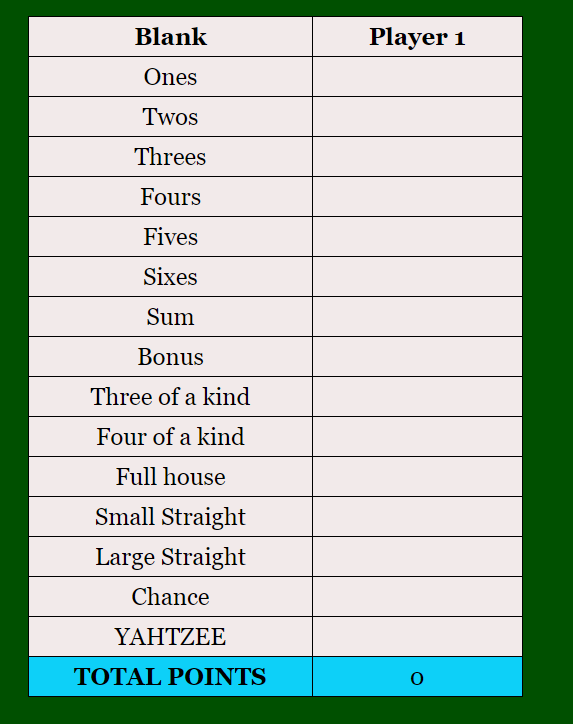 Blank Player 1
Ones
Twos
Threes
Fours
Fives
Sixes
Sum
Bonus
Three of a kind
Four of a kind
Full house
Small Straight
Large Straight
Chance
YAHTZEE
TOTAL POINTS 0